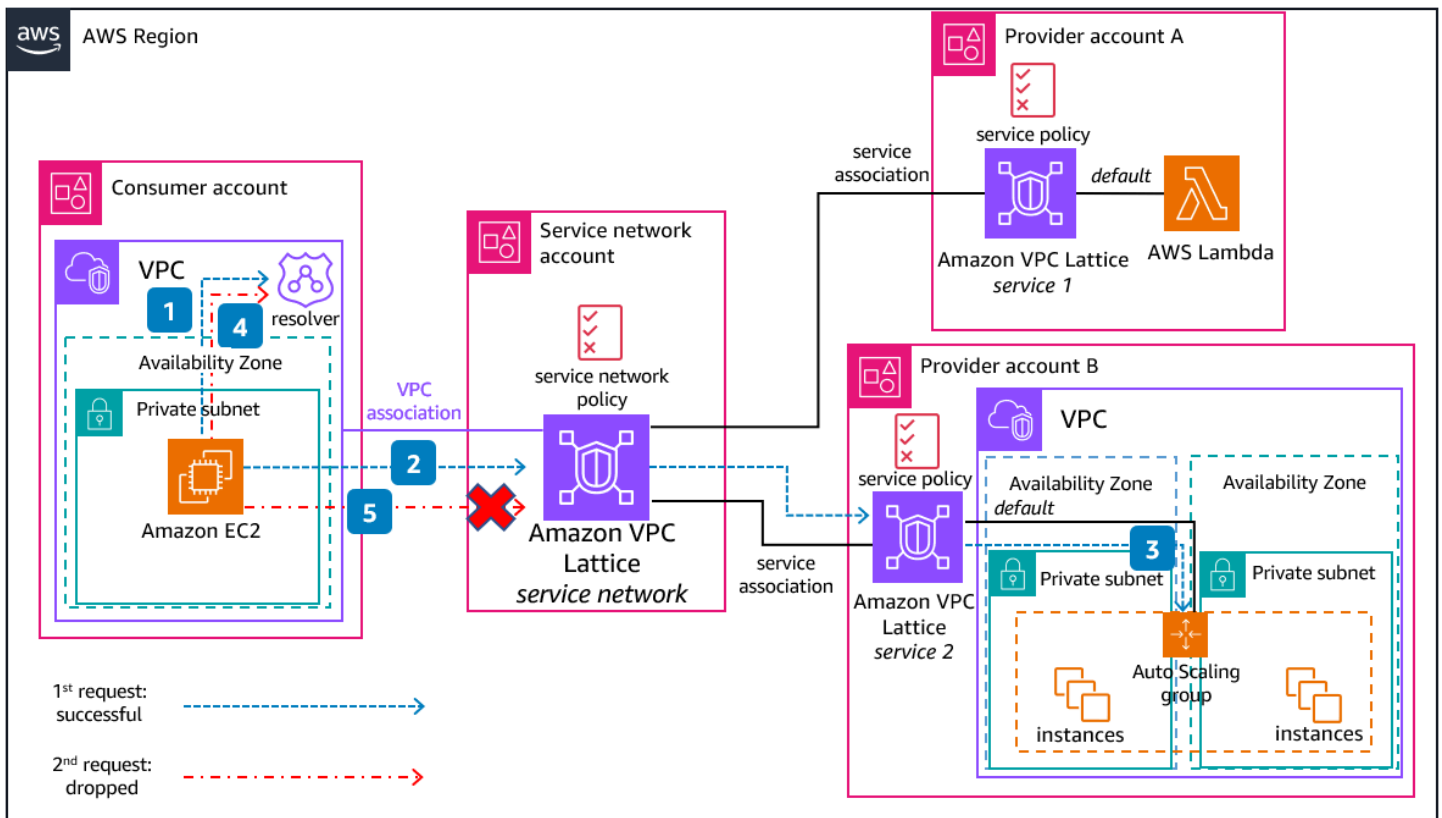 aws
AWS Region
Provider account A
service policy
service
association
default
Amazon VPC Lattice
service 1
AWS Lambda
Consumer account
VPC
1
4
resolver
Availability Zone
Private subnet
Amazon EC2
VPC
association
2
5
Service network
account
service network
policy
Amazon VPC
Lattice
service network
service
association
Provider account B
service policy
Amazon VPC
Lattice
service 2
VPC
Availability Zone
default
3
Private subnet
Availability Zone
Private subnet
Auto Scaling
group
instances
instances
1st request:
successful
2nd request:
dropped